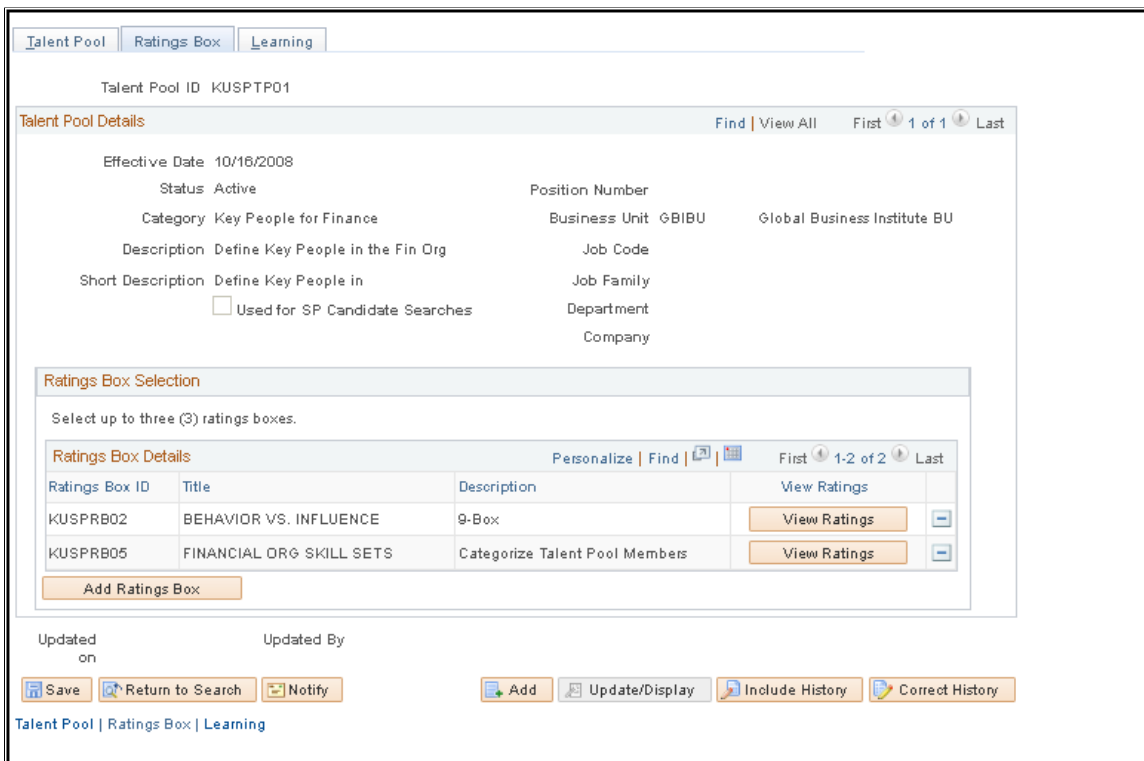 Talent Pool Ratings Box Learning
Talent Pool ID KUSPTP01
Talent Pool Details Find | View All First 1 of 1 Last
Effective Date 10/16/2008
Status Active Position Number
Category Key People for Finance Business Unit GBIBU Global Business Institute BU
Description Define Key People in the Fin Org Job Code
Short Description Define Key People in Job Family
Used for SP Candidate Searches Department
Company
Ratings Box Selection
Select up to three (3) ratings boxes.
Ratings Box Details Personalize | Find | | First 1-2 of 2 Last
Ratings Box ID Title Description View Ratings
KUSPRB02 BEHAVIOR VS. INFLUENCE 9-Box View Ratings
KUSPRB05 FINANCIAL ORG SKILL SETS Categorize Talent Pool Members View Ratings
Add Ratings Box
Updated on Updated By
Save Return to Search Notify Add Update/Display Include History Correct History
Talent Pool | Ratings Box | Learning